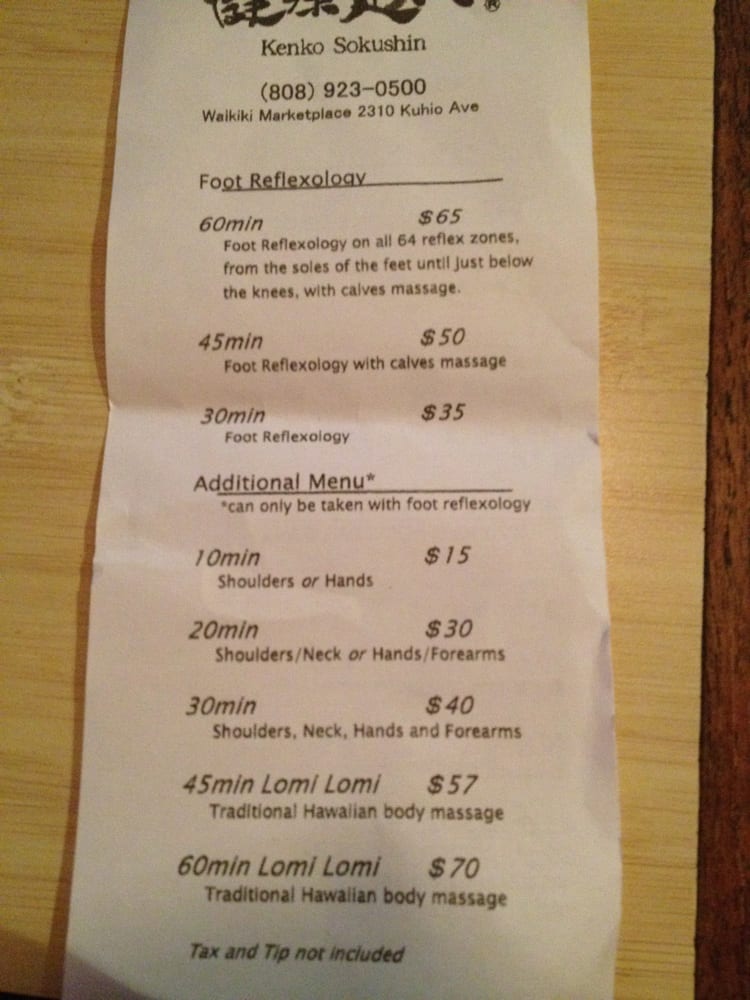 健康足心®
Kenko Sokushin
(808) 923-0500
Waikiki Marketplace 2310 Kuhio Ave
Foot Reflexology
60min $65
Foot Reflexology on all 64 reflex zones,
from the soles of the feet until just below
the knees, with calves massage.
45min $50
Foot Reflexology with calves massage
30min $35
Foot Reflexology
Additional Menu*
*can only be taken with foot reflexology
10min $15
Shoulders or Hands
20min $30
Shoulders/Neck or Hands/Forearms
30min $40
Shoulders, Neck, Hands and Forearms
45min Lomi Lomi $57
Traditional Hawaiian body massage
60min Lomi Lomi $70
Traditional Hawaiian body massage
Tax and Tip not included